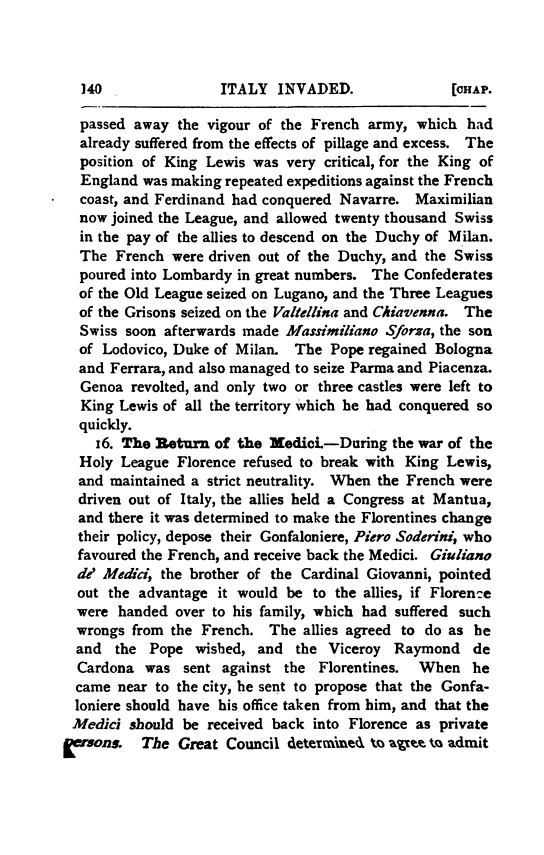 140 ITALY INVADED. [CHAP.
passed away the vigour of the French army, which had
already suffered from the effects of pillage and excess. The
position of King Lewis was very critical, for the King of
England was making repeated expeditions against the French
coast, and Ferdinand had conquered Navarre. Maximilian
now joined the League, and allowed twenty thousand Swiss
in the pay of the allies to descend on the Duchy of Milan.
The French were driven out of the Duchy, and the Swiss
poured into Lombardy in great numbers. The Confederates
of the Old League seized on Lugano, and the Three Leagues
of the Grisons seized on the Valtellina and Chiavenna. The
Swiss soon afterwards made Massimiliano Sforza, the son
of Lodovico, Duke of Milan. The Pope regained Bologna
and Ferrara, and also managed to seize Parma and Piacenza.
Genoa revolted, and only two or three castles were left to
King Lewis of all the territory which he had conquered so
quickly.
16. The Return of the Medici.—During the war of the
Holy League Florence refused to break with King Lewis,
and maintained a strict neutrality. When the French were
driven out of Italy, the allies held a Congress at Mantua,
and there it was determined to make the Florentines change
their policy, depose their Gonfaloniere, Piero Soderini, who
favoured the French, and receive back the Medici. Giuliano
de' Medici, the brother of the Cardinal Giovanni, pointed
out the advantage it would be to the allies, if Florence
were handed over to his family, which had suffered such
wrongs from the French. The allies agreed to do as he
and the Pope wished, and the Viceroy Raymond de
Cardona was sent against the Florentines. When he
came near to the city, he sent to propose that the Gonfa-
loniere should have his office taken from him, and that the
Medici should be received back into Florence as private
persons. The Great Council determined to agree to admit